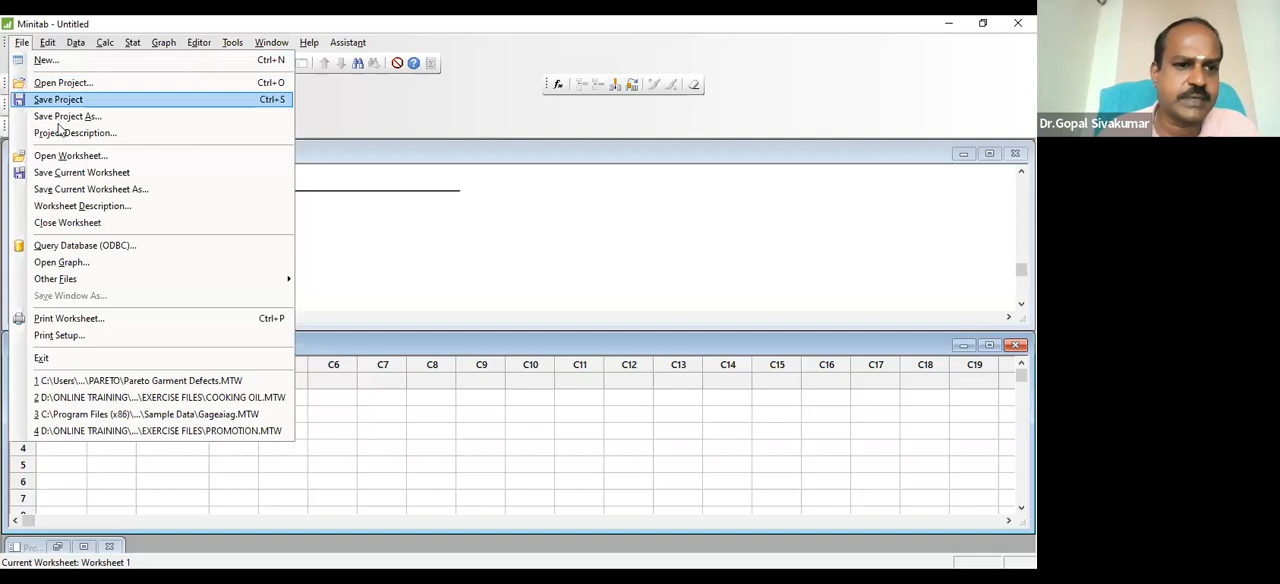 Minitab - Untitled
File Edit Data Calc Stat Graph Editor Tools Window Help Assistant
New... Ctrl+N
Open Project... Ctrl+O
Save Project Ctrl+S
Save Project As...
Project Description...
Open Worksheet...
Save Current Worksheet
Save Current Worksheet As...
Worksheet Description...
Close Worksheet
Query Database (ODBC)...
Open Graph...
Other Files
Save Window As...
Print Worksheet... Ctrl+P
Print Setup...
Exit
1 C:\Users\...\PARETO\Pareto Garment Defects.MTW
2 D:\ONLINE TRAINING\...\EXERCISE FILES\COOKING OIL.MTW
3 C:\Program Files (x86)\...\Sample Data\Gageaiag.MTW
4 D:\ONLINE TRAINING\...\EXERCISE FILES\PROMOTION.MTW
C6 C7 C8 C9 C10 C11 C12 C13 C14 C15 C16 C17 C18 C19
4
5
6
7
Pro...
Current Worksheet: Worksheet 1
Dr.Gopal Sivakumar